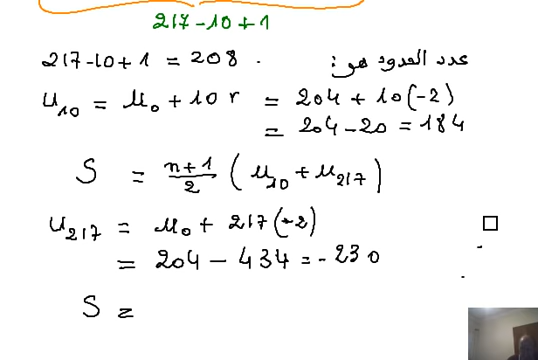 217-10+1
217-10+1 = 208 . عدد الحدود هي:
u₁₀ = u₀ + 10 r = 204 + 10(-2)
= 204 - 20 = 184
S = n+1/2 ( u₁₀ + u₂₁₇ )
u₂₁₇ = u₀ + 217(-2)
= 204 - 434 = -230
S =